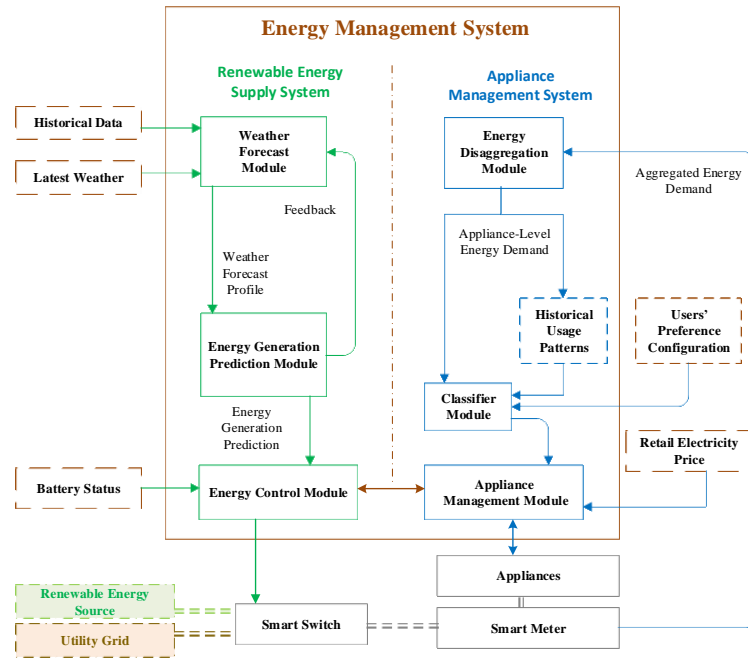 Energy Management System
Renewable Energy
Supply System
Appliance
Management System
Historical Data
Latest Weather
Weather
Forecast
Module
Energy
Disaggregation
Module
Aggregated Energy
Demand
Feedback
Appliance-Level
Energy Demand
Weather
Forecast
Profile
Historical
Usage
Patterns
Users'
Preference
Configuration
Energy Generation
Prediction Module
Classifier
Module
Energy
Generation
Prediction
Retail Electricity
Price
Battery Status
Energy Control Module
Appliance
Management Module
Appliances
Renewable Energy
Source
Smart Switch
Smart Meter
Utility Grid